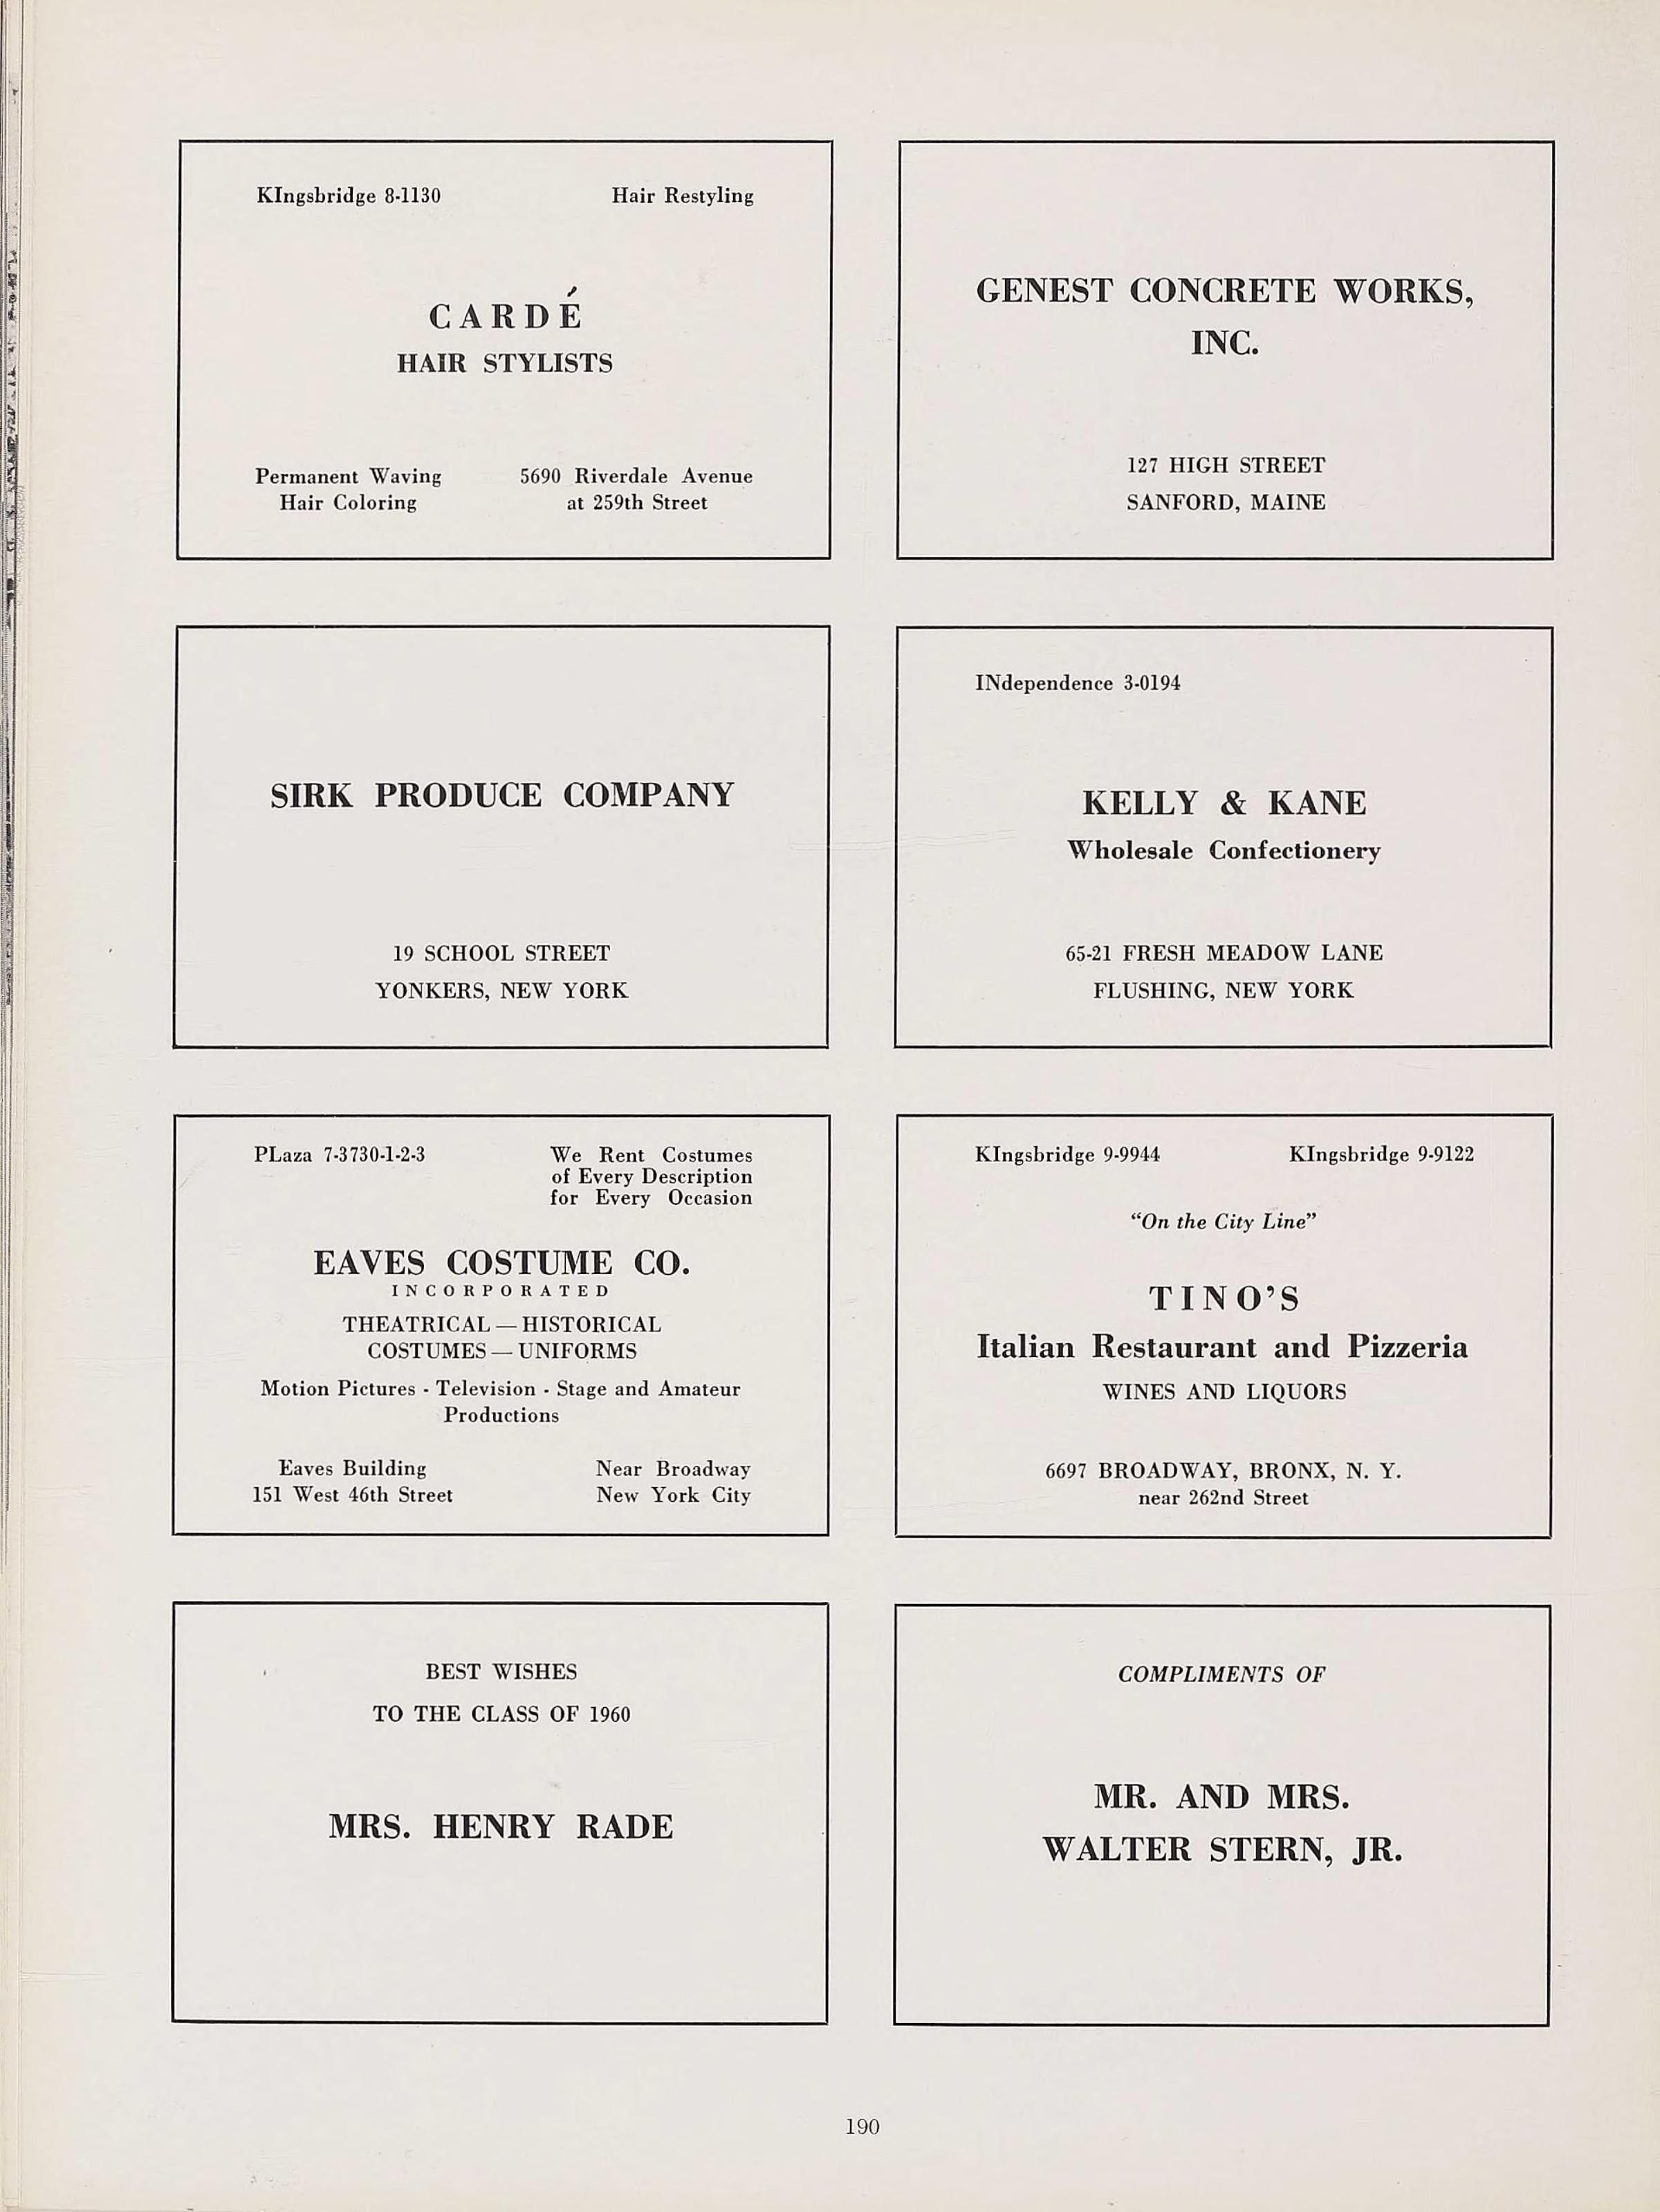 KIngsbridge 8-1130 Hair Restyling
CARDÉ
HAIR STYLISTS
Permanent Waving 5690 Riverdale Avenue
Hair Coloring at 259th Street
GENEST CONCRETE WORKS,
INC.
127 HIGH STREET
SANFORD, MAINE
SIRK PRODUCE COMPANY
19 SCHOOL STREET
YONKERS, NEW YORK
INdependence 3-0194
KELLY & KANE
Wholesale Confectionery
65-21 FRESH MEADOW LANE
FLUSHING, NEW YORK
PLaza 7-3730-1-2-3 We Rent Costumes
of Every Description
for Every Occasion
EAVES COSTUME CO.
INCORPORATED
THEATRICAL — HISTORICAL
COSTUMES — UNIFORMS
Motion Pictures - Television - Stage and Amateur
Productions
Eaves Building Near Broadway
151 West 46th Street New York City
KIngsbridge 9-9944 KIngsbridge 9-9122
“On the City Line”
TINO’S
Italian Restaurant and Pizzeria
WINES AND LIQUORS
6697 BROADWAY, BRONX, N. Y.
near 262nd Street
BEST WISHES
TO THE CLASS OF 1960
MRS. HENRY RADE
COMPLIMENTS OF
MR. AND MRS.
WALTER STERN, JR.
190